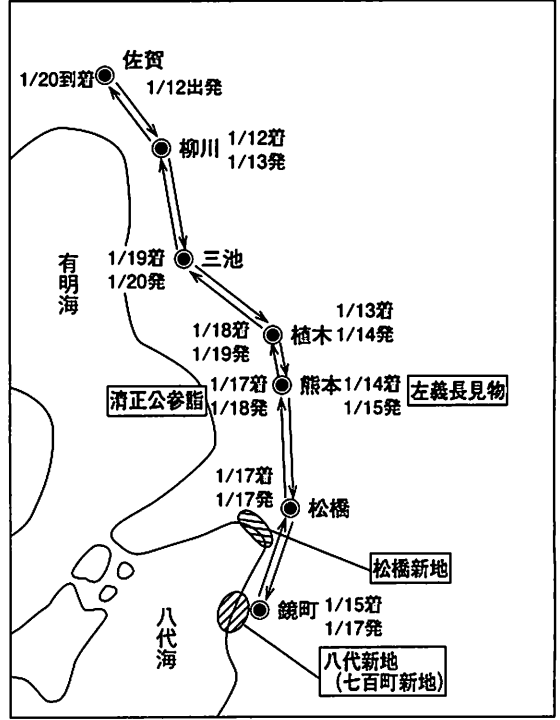 佐賀
1/20到着
1/12出発
柳川
1/12着
1/13発
1/19着
1/20発
三池
有明海
1/13着
1/14発
植木
1/18着
1/19発
1/17着
1/18発
熊本
1/14着
1/15発
左義長見物
清正公参詣
1/17着
1/17発
松橋
松橋新地
八代海
鏡町
1/15着
1/17発
八代新地
(七百町新地)